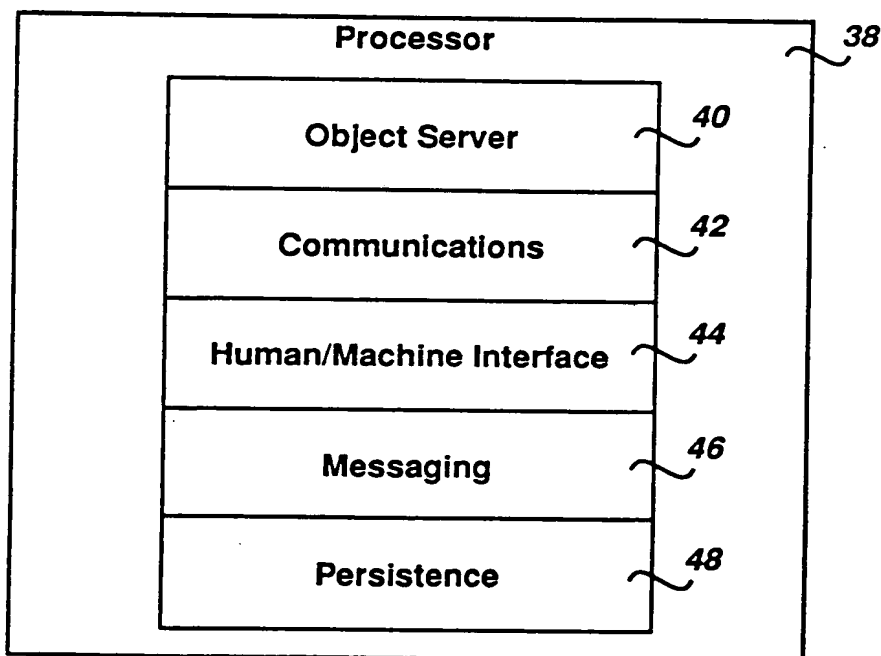 Processor 38
Object Server 40
Communications 42
Human/Machine Interface 44
Messaging 46
Persistence 48